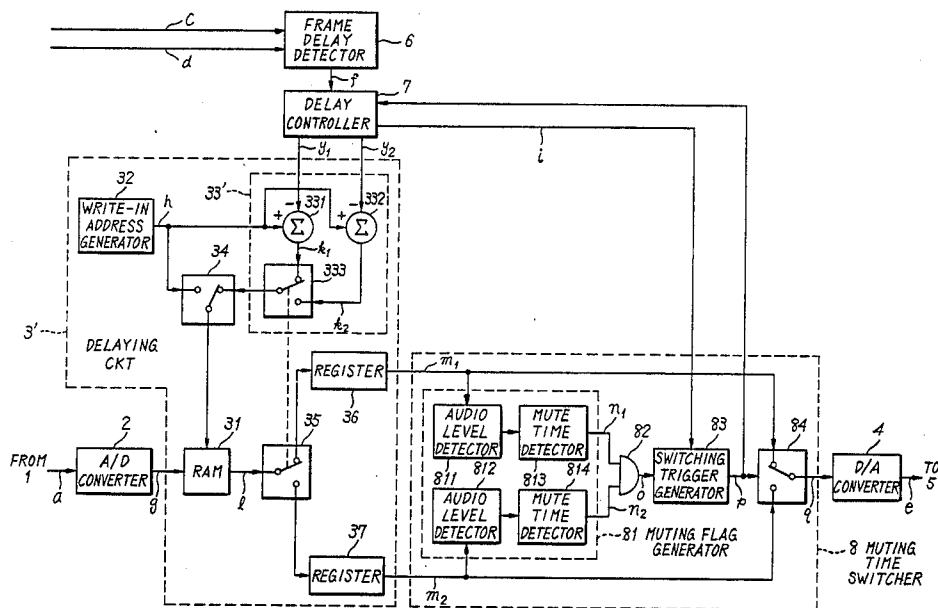 C
d
FRAME
DELAY
DETECTOR
6
f
7
DELAY
CONTROLLER
i
y1
y2
33'
32
WRITE-IN
ADDRESS
GENERATOR
h
331
332
+
-
Σ
+
-
Σ
k1
34
333
k2
3'
DELAYING
CKT
REGISTER
36
m1
FROM
1
a
2
A/D
CONVERTER
g
31
RAM
l
35
37
REGISTER
m2
AUDIO
LEVEL
DETECTOR
811
MUTE
TIME
DETECTOR
813
n1
812
AUDIO
LEVEL
DETECTOR
814
MUTE
TIME
DETECTOR
n2
82
o
83
SWITCHING
TRIGGER
GENERATOR
p
84
q
4
D/A
CONVERTER
e
TO
5
81 MUTING FLAG
GENERATOR
8 MUTING
TIME
SWITCHER